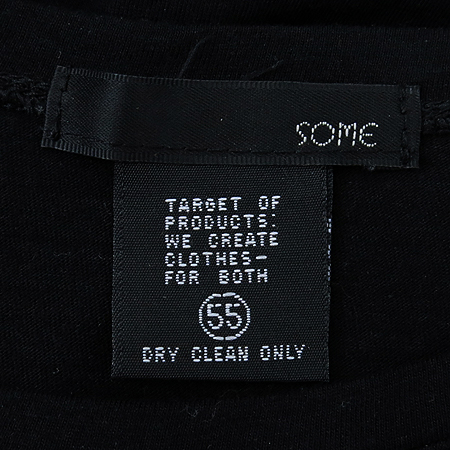 SOME
TARGET OF
PRODUCTS:
WE CREATE
CLOTHES-
FOR BOTH
55
DRY CLEAN ONLY